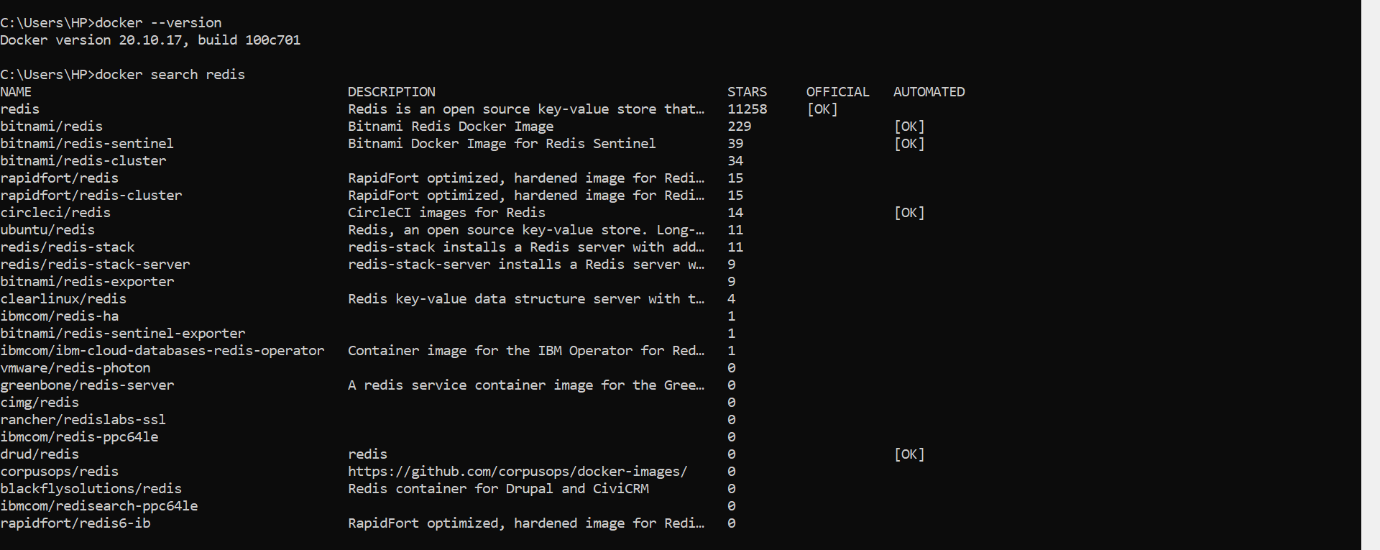 C:\Users\HP>docker --version
Docker version 20.10.17, build 100c701
C:\Users\HP>docker search redis
NAME DESCRIPTION STARS OFFICIAL AUTOMATED
redis Redis is an open source key-value store that… 11258 [OK]
bitnami/redis Bitnami Redis Docker Image 229 [OK]
bitnami/redis-sentinel Bitnami Docker Image for Redis Sentinel 39 [OK]
bitnami/redis-cluster 34
rapidfort/redis RapidFort optimized, hardened image for Redi… 15
rapidfort/redis-cluster RapidFort optimized, hardened image for Redi… 15
circleci/redis CircleCI images for Redis 14 [OK]
ubuntu/redis Redis, an open source key-value store. Long-… 11
redis/redis-stack redis-stack installs a Redis server with add… 11
redis/redis-stack-server redis-stack-server installs a Redis server w… 9
bitnami/redis-exporter 9
clearlinux/redis Redis key-value data structure server with t… 4
ibmcom/redis-ha 1
bitnami/redis-sentinel-exporter 1
ibmcom/ibm-cloud-databases-redis-operator Container image for the IBM Operator for Red… 1
vmware/redis-photon 0
greenbone/redis-server A redis service container image for the Gree… 0
cimg/redis 0
rancher/redislabs-ssl 0
ibmcom/redis-ppc64le 0
drud/redis redis 0 [OK]
corpusops/redis https://github.com/corpusops/docker-images/ 0
blackflysolutions/redis Redis container for Drupal and CiviCRM 0
ibmcom/redisearch-ppc64le 0
rapidfort/redis6-ib RapidFort optimized, hardened image for Redi… 0